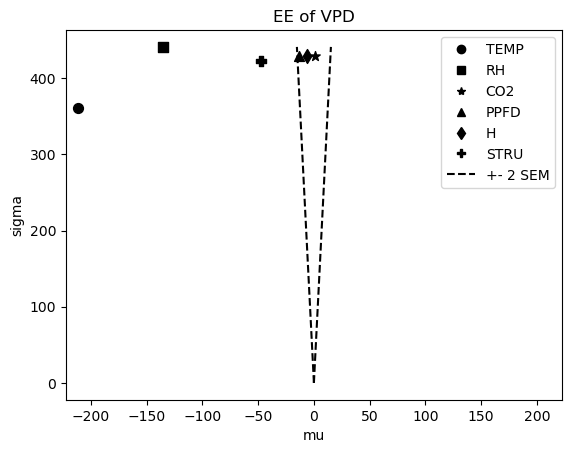 EE of VPD
sigma
400
300
200
100
0
−200
−150
−100
−50
0
50
100
150
200
mu
TEMP
RH
CO2
PPFD
H
STRU
+- 2 SEM